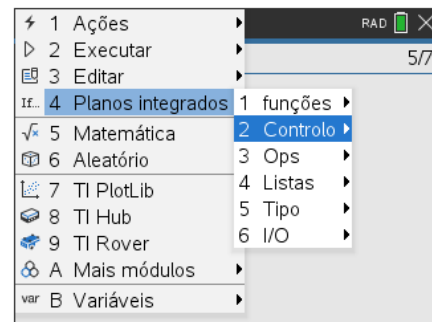 1 Ações
2 Executar
3 Editar
If... 4 Planos integrados
√x 5 Matemática
6 Aleatório
7 TI PlotLib
8 TI Hub
9 TI Rover
A Mais módulos
var B Variáveis
1 funções
2 Controlo
3 Ops
4 Listas
5 Tipo
6 I/O
RAD
5/7